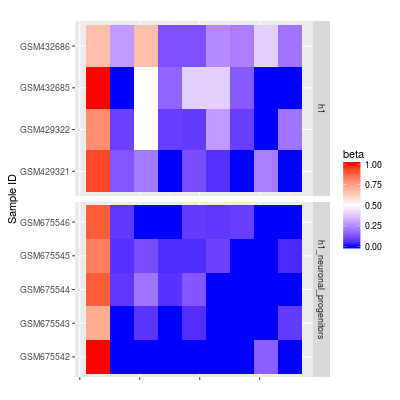 Sample ID
GSM432686
GSM432685
GSM429322
GSM429321
h1
GSM675546
GSM675545
GSM675544
GSM675543
GSM675542
h1_neuronal_progenitors
beta
1.00
0.75
0.50
0.25
0.00